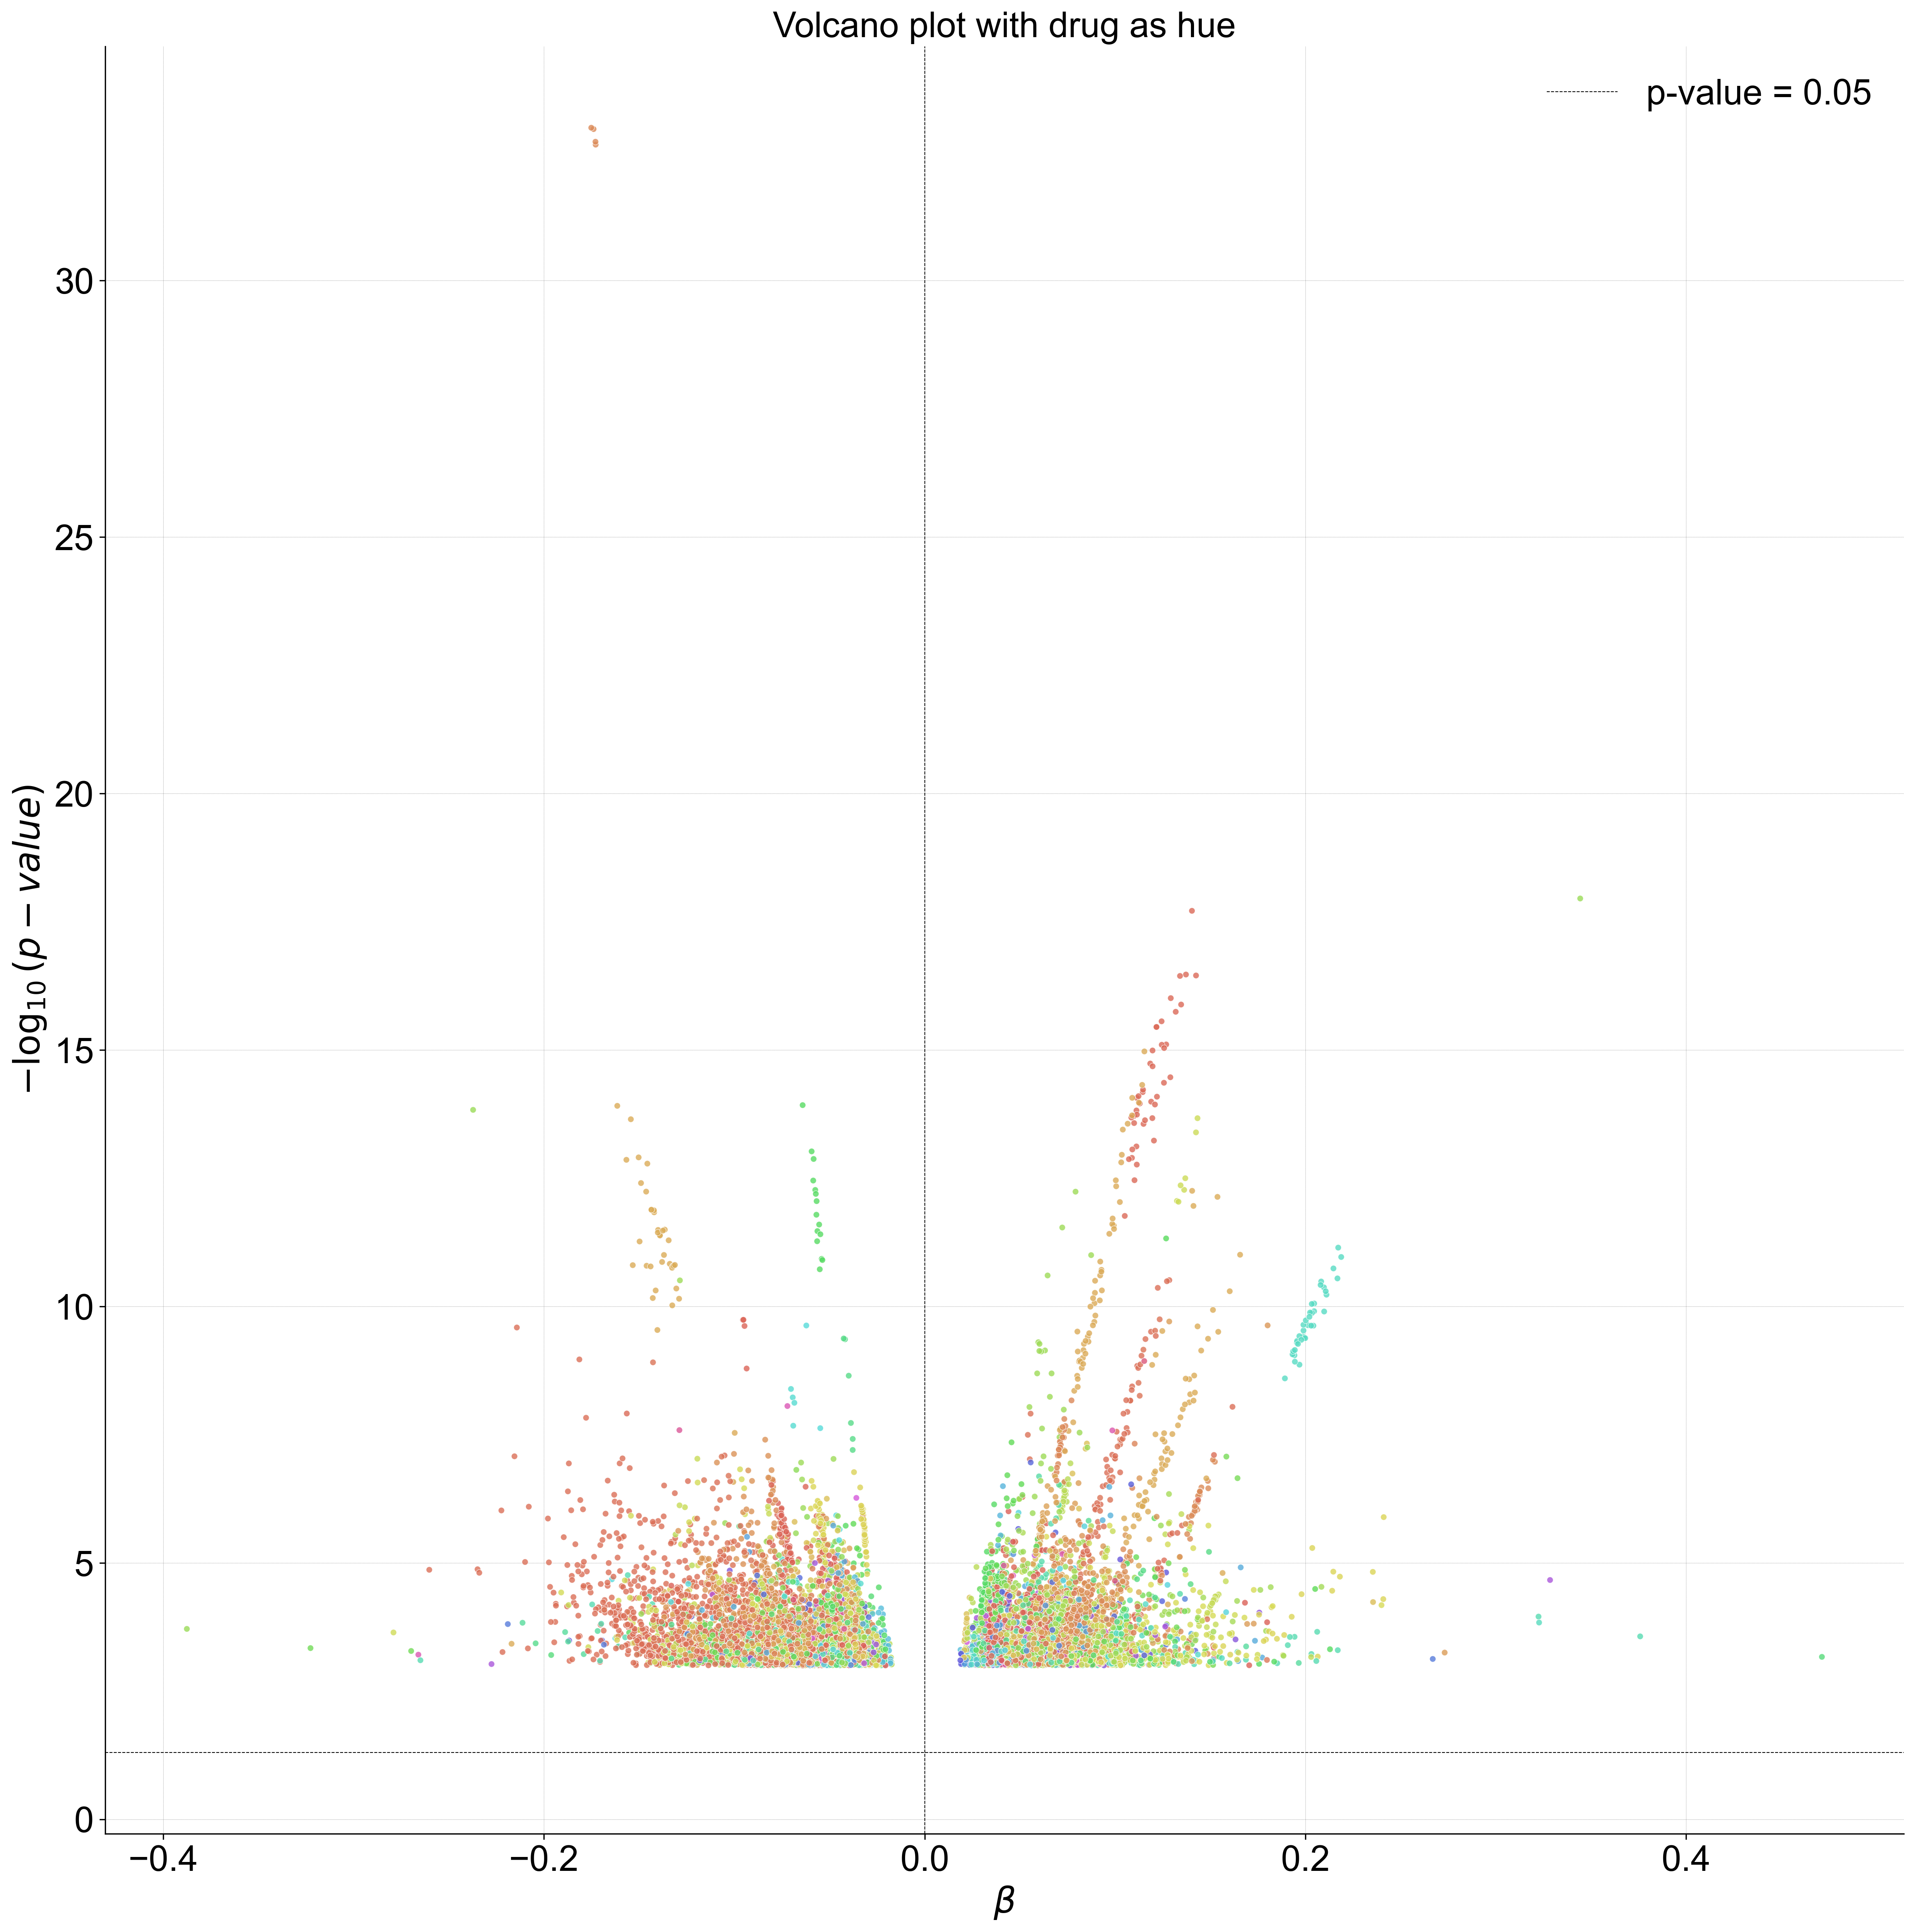 Volcano plot with drug as hue
p-value = 0.05
30
25
20
15
10
5
0
−log₁₀ (p − value)
−0.4 −0.2 0.0 0.2 0.4
β